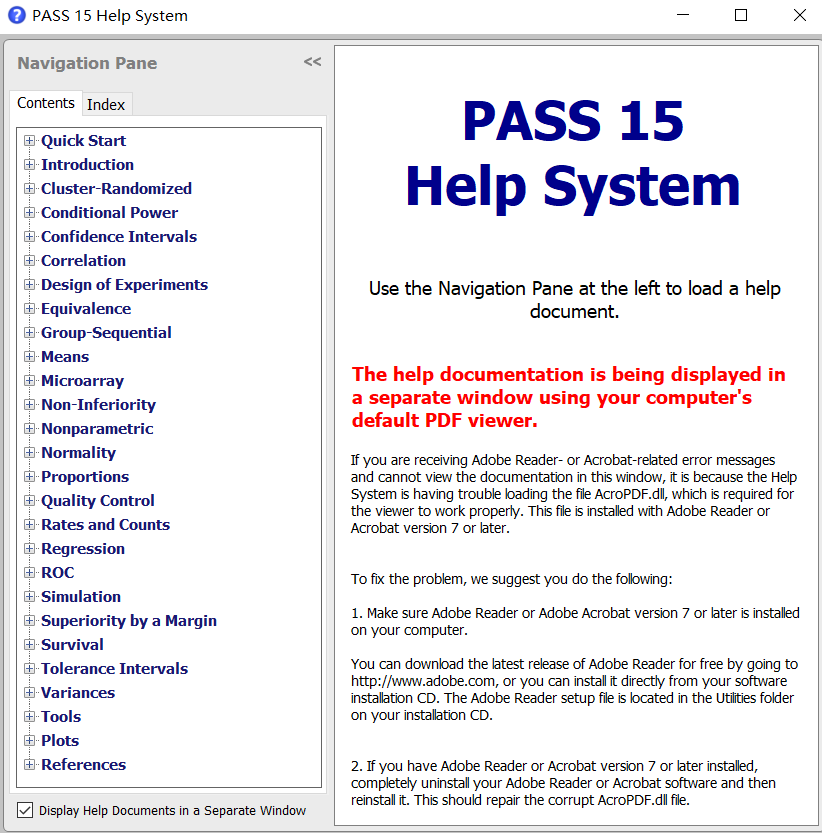 PASS 15 Help System
Navigation Pane
<<
Contents
Index
Quick Start
Introduction
Cluster-Randomized
Conditional Power
Confidence Intervals
Correlation
Design of Experiments
Equivalence
Group-Sequential
Means
Microarray
Non-Inferiority
Nonparametric
Normality
Proportions
Quality Control
Rates and Counts
Regression
ROC
Simulation
Superiority by a Margin
Survival
Tolerance Intervals
Variances
Tools
Plots
References
Display Help Documents in a Separate Window
PASS 15
Help System
Use the Navigation Pane at the left to load a help
document.
The help documentation is being displayed in
a separate window using your computer's
default PDF viewer.
If you are receiving Adobe Reader- or Acrobat-related error messages
and cannot view the documentation in this window, it is because the Help
System is having trouble loading the file AcroPDF.dll, which is required for
the viewer to work properly. This file is installed with Adobe Reader or
Acrobat version 7 or later.
To fix the problem, we suggest you do the following:
1. Make sure Adobe Reader or Adobe Acrobat version 7 or later is installed
on your computer.
You can download the latest release of Adobe Reader for free by going to
http://www.adobe.com, or you can install it directly from your software
installation CD. The Adobe Reader setup file is located in the Utilities folder
on your installation CD.
2. If you have Adobe Reader or Acrobat version 7 or later installed,
completely uninstall your Adobe Reader or Acrobat software and then
reinstall it. This should repair the corrupt AcroPDF.dll file.